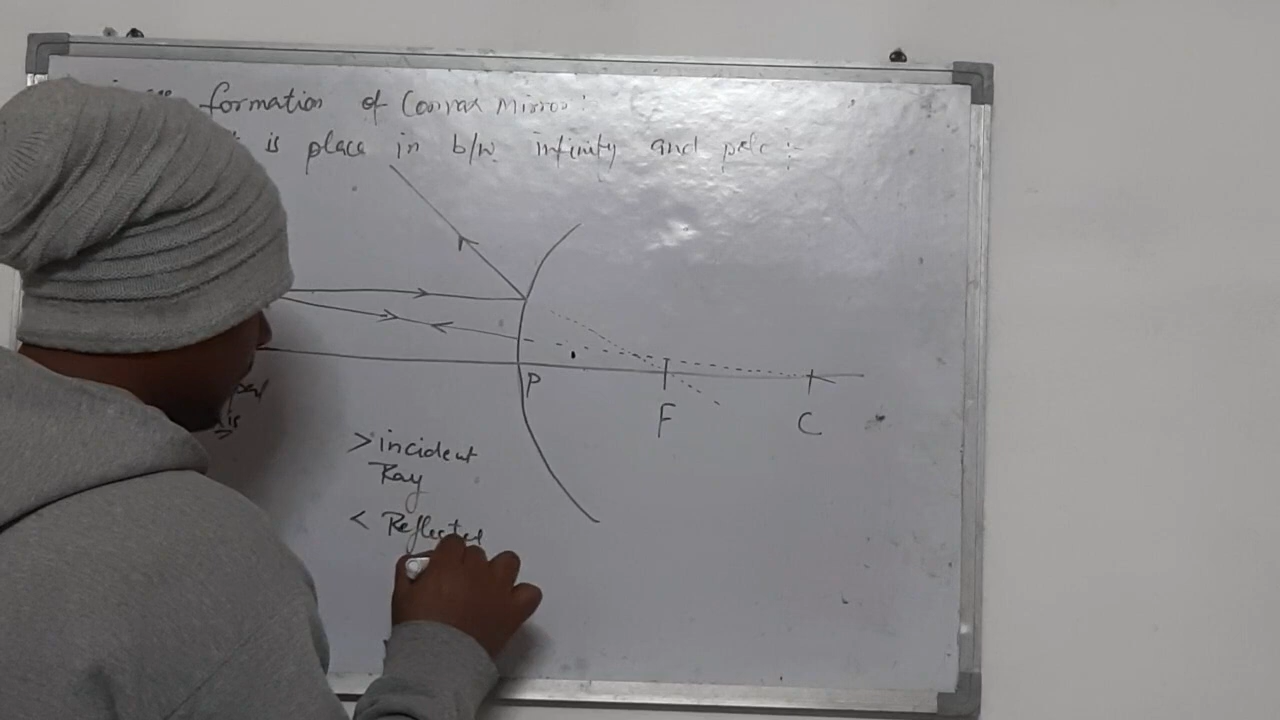 formation of Convex Mirror:
is place in b/w infinity and pole :-
P
F
C
> incident
Ray
< Reflected